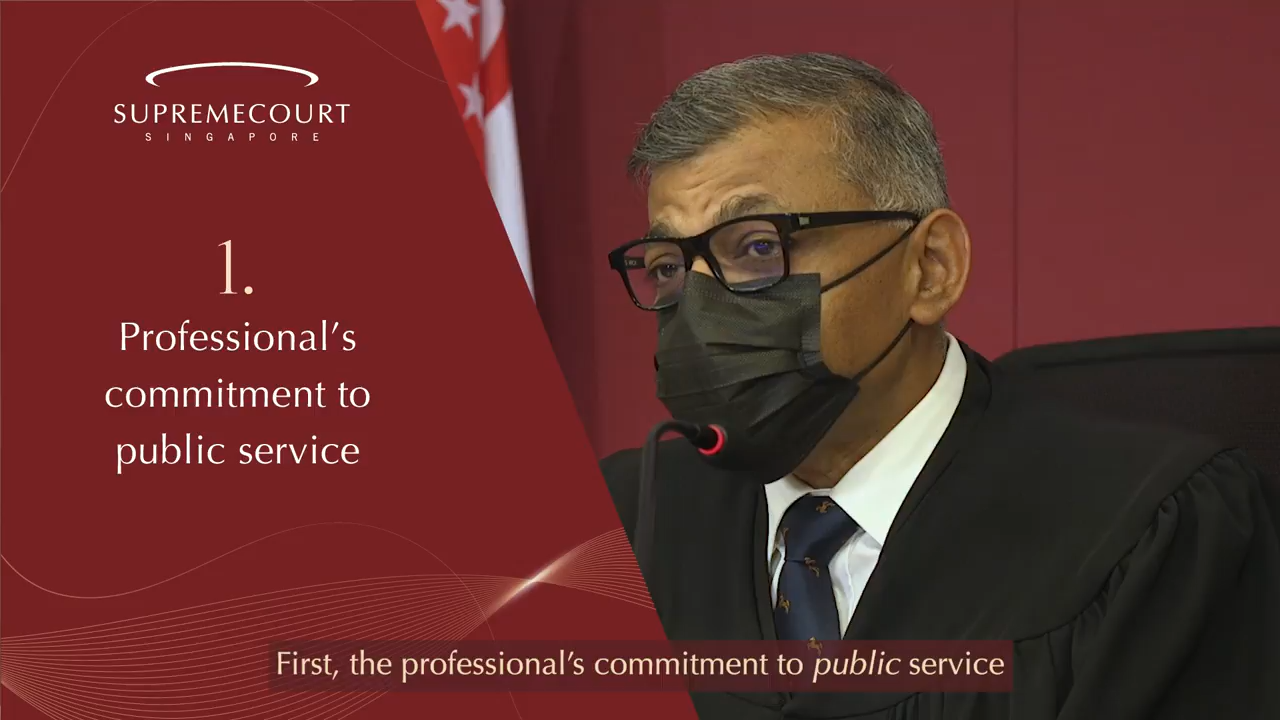 SUPREMECOURT
SINGAPORE
1.
Professional's
commitment to
public service
First, the professional's commitment to public service